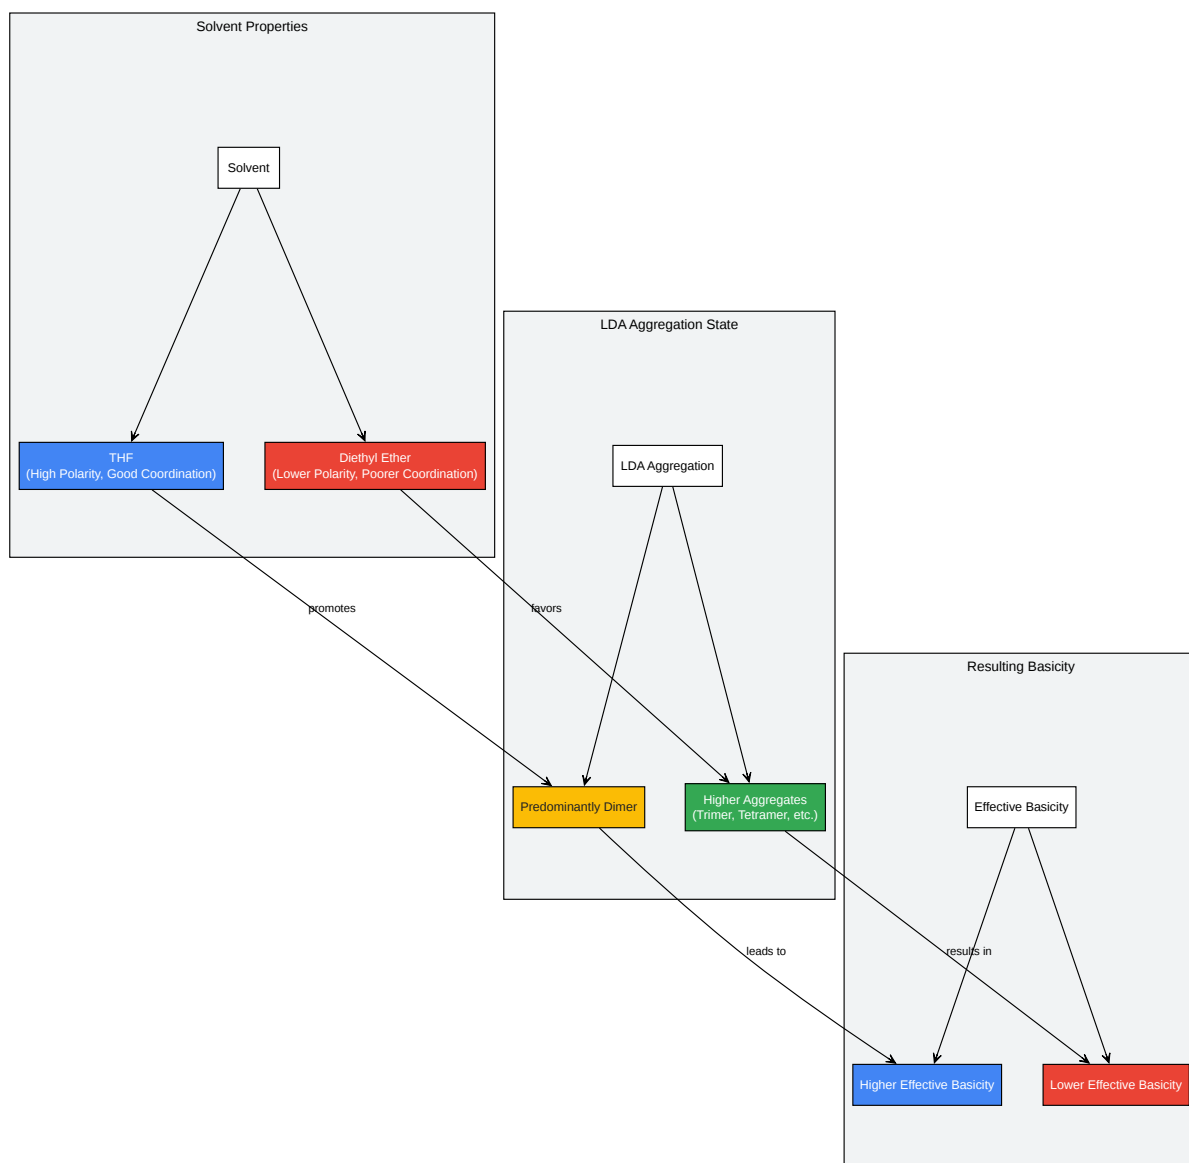 Solvent Properties
Solvent
THF
(High Polarity, Good Coordination)
Diethyl Ether
(Lower Polarity, Poorer Coordination)
LDA Aggregation State
LDA Aggregation
promotes
favors
Predominantly Dimer
Higher Aggregates
(Trimer, Tetramer, etc.)
Resulting Basicity
Effective Basicity
leads to
results in
Higher Effective Basicity
Lower Effective Basicity